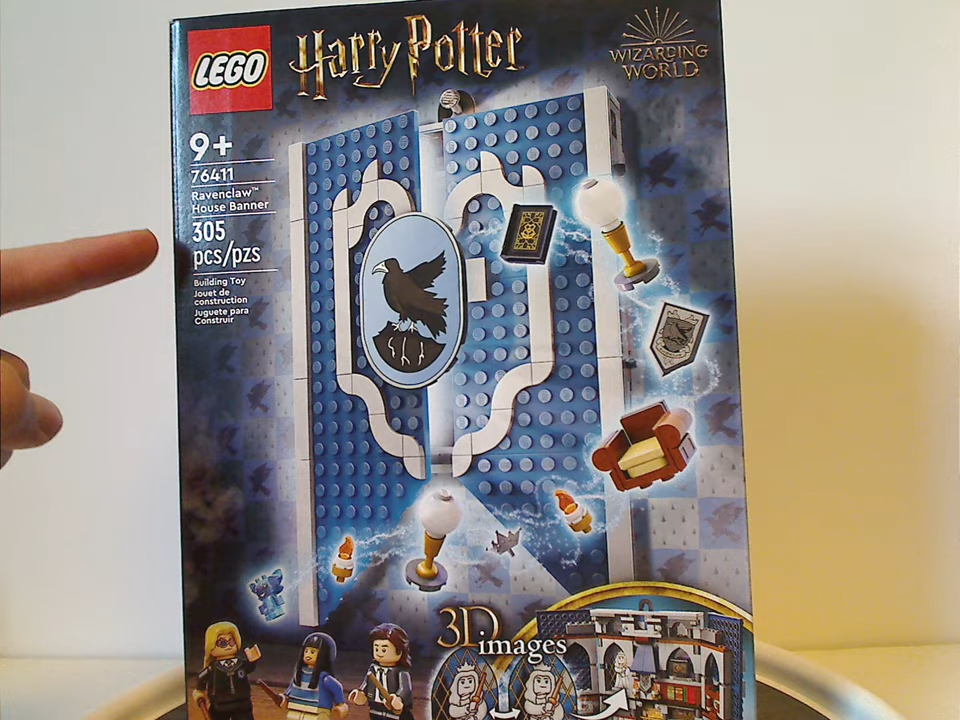 LEGO
Harry Potter
WIZARDING
WORLD
9+
76411
Ravenclaw™
House Banner
305
pcs/pzs
Building Toy
Jouet de
construction
Juguete para
Construir
3D
images